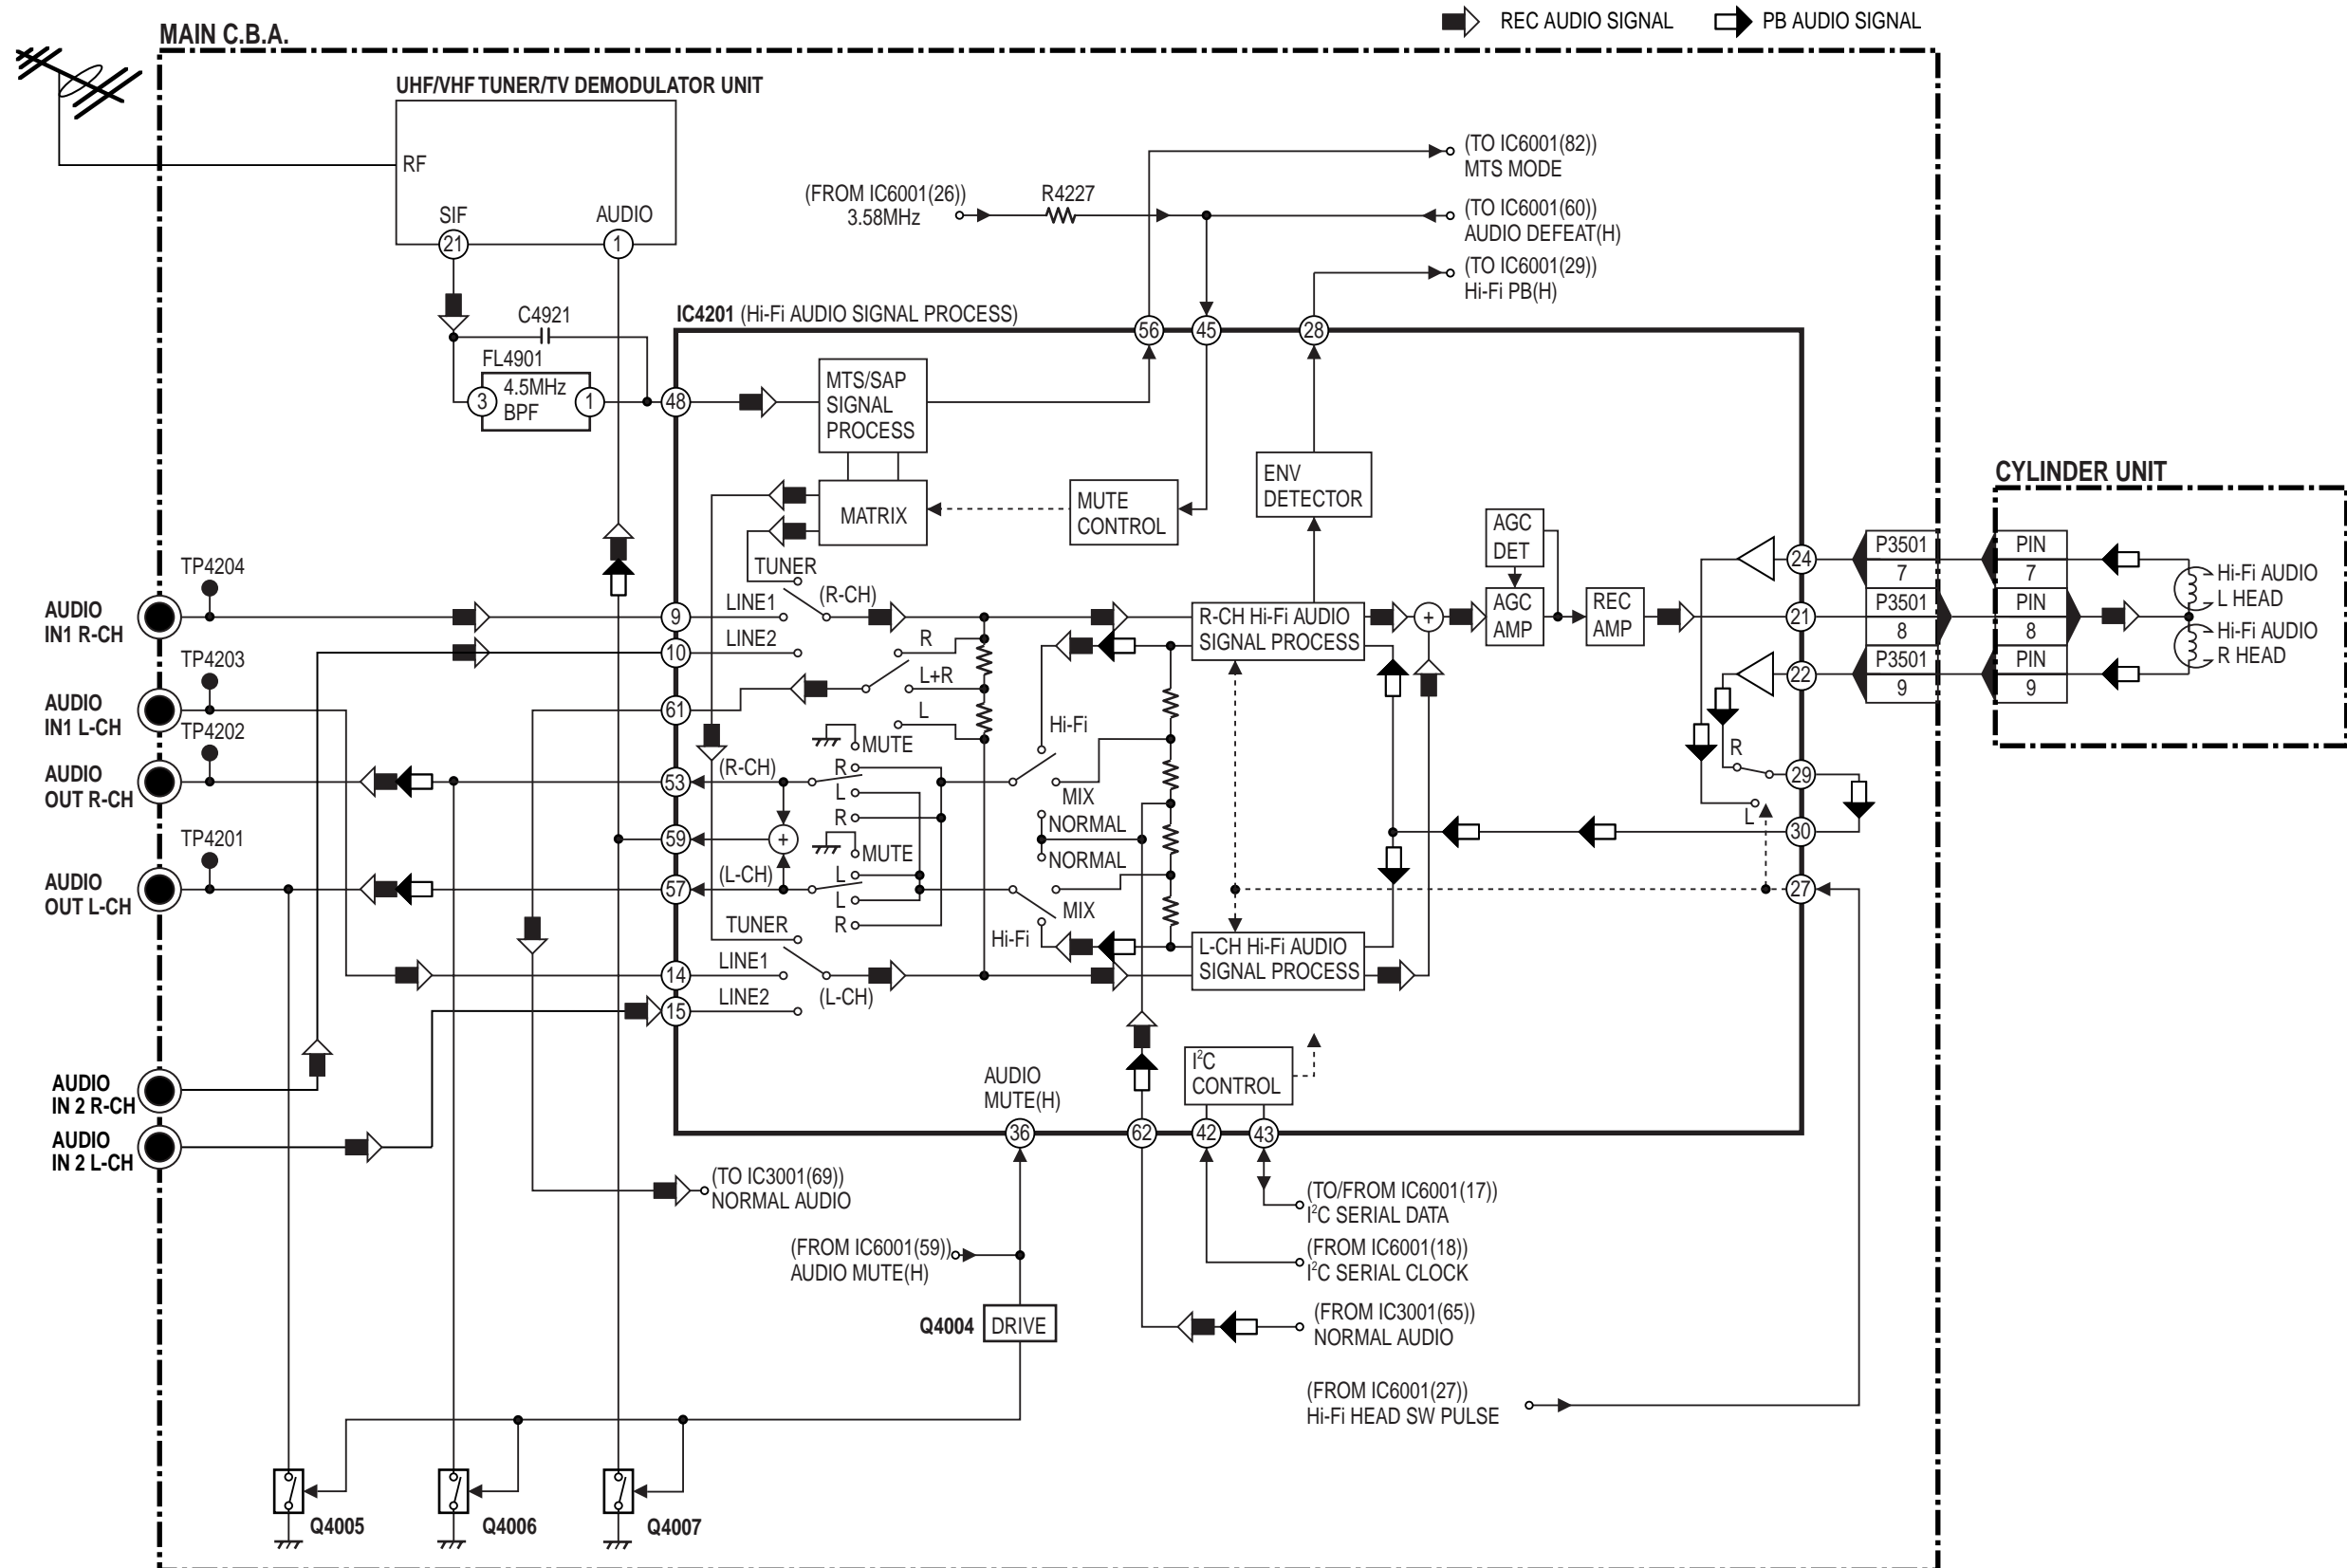 REC AUDIO SIGNAL
PB AUDIO SIGNAL
MAIN C.B.A.
UHF/VHF TUNER/TV DEMODULATOR UNIT
RF
SIF
AUDIO
21
1
C4921
FL4901
3
4.5MHz
BPF
1
(FROM IC6001(26))
3.58MHz
R4227
(TO IC6001(82))
MTS MODE
(TO IC6001(60))
AUDIO DEFEAT(H)
(TO IC6001(29))
Hi-Fi PB(H)
IC4201 (Hi-Fi AUDIO SIGNAL PROCESS)
56
45
28
48
MTS/SAP
SIGNAL
PROCESS
MATRIX
MUTE
CONTROL
ENV
DETECTOR
AGC
DET
AGC
AMP
REC
AMP
CYLINDER UNIT
24
P3501
7
PIN
7
21
P3501
8
PIN
8
22
P3501
9
PIN
9
Hi-Fi AUDIO
L HEAD
Hi-Fi AUDIO
R HEAD
TP4204
AUDIO
IN1 R-CH
9
TUNER
LINE1
(R-CH)
LINE2
10
R
L+R
L
R-CH Hi-Fi AUDIO
SIGNAL PROCESS
+
TP4203
AUDIO
IN1 L-CH
61
TP4202
AUDIO
OUT R-CH
53
(R-CH)
MUTE
R
L
R
Hi-Fi
MIX
NORMAL
NORMAL
MIX
Hi-Fi
R
L
29
30
27
59
+
TP4201
AUDIO
OUT L-CH
57
(L-CH)
MUTE
L
L
R
TUNER
LINE1
(L-CH)
LINE2
14
15
L-CH Hi-Fi AUDIO
SIGNAL PROCESS
AUDIO
IN 2 R-CH
AUDIO
IN 2 L-CH
AUDIO
MUTE(H)
I²C
CONTROL
36
62
42
43
(TO IC3001(69))
NORMAL AUDIO
(TO/FROM IC6001(17))
I²C SERIAL DATA
(FROM IC6001(59))
AUDIO MUTE(H)
(FROM IC6001(18))
I²C SERIAL CLOCK
Q4004
DRIVE
(FROM IC3001(65))
NORMAL AUDIO
(FROM IC6001(27))
Hi-Fi HEAD SW PULSE
Q4005
Q4006
Q4007